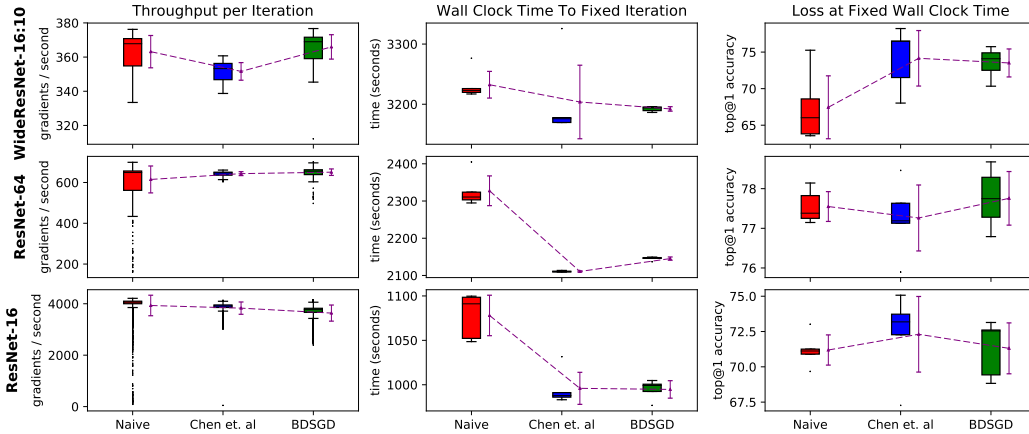 Throughput per Iteration
Wall Clock Time To Fixed Iteration
Loss at Fixed Wall Clock Time
WideResNet-16:10
gradients / second
380
360
340
320
time (seconds)
3300
3200
top@1 accuracy
75
70
65
ResNet-64
gradients / second
600
400
200
time (seconds)
2400
2300
2200
2100
top@1 accuracy
78
77
76
ResNet-16
gradients / second
4000
2000
0
time (seconds)
1100
1000
top@1 accuracy
75.0
72.5
70.0
67.5
Naive Chen et. al BDSGD
Naive Chen et. al BDSGD
Naive Chen et. al BDSGD